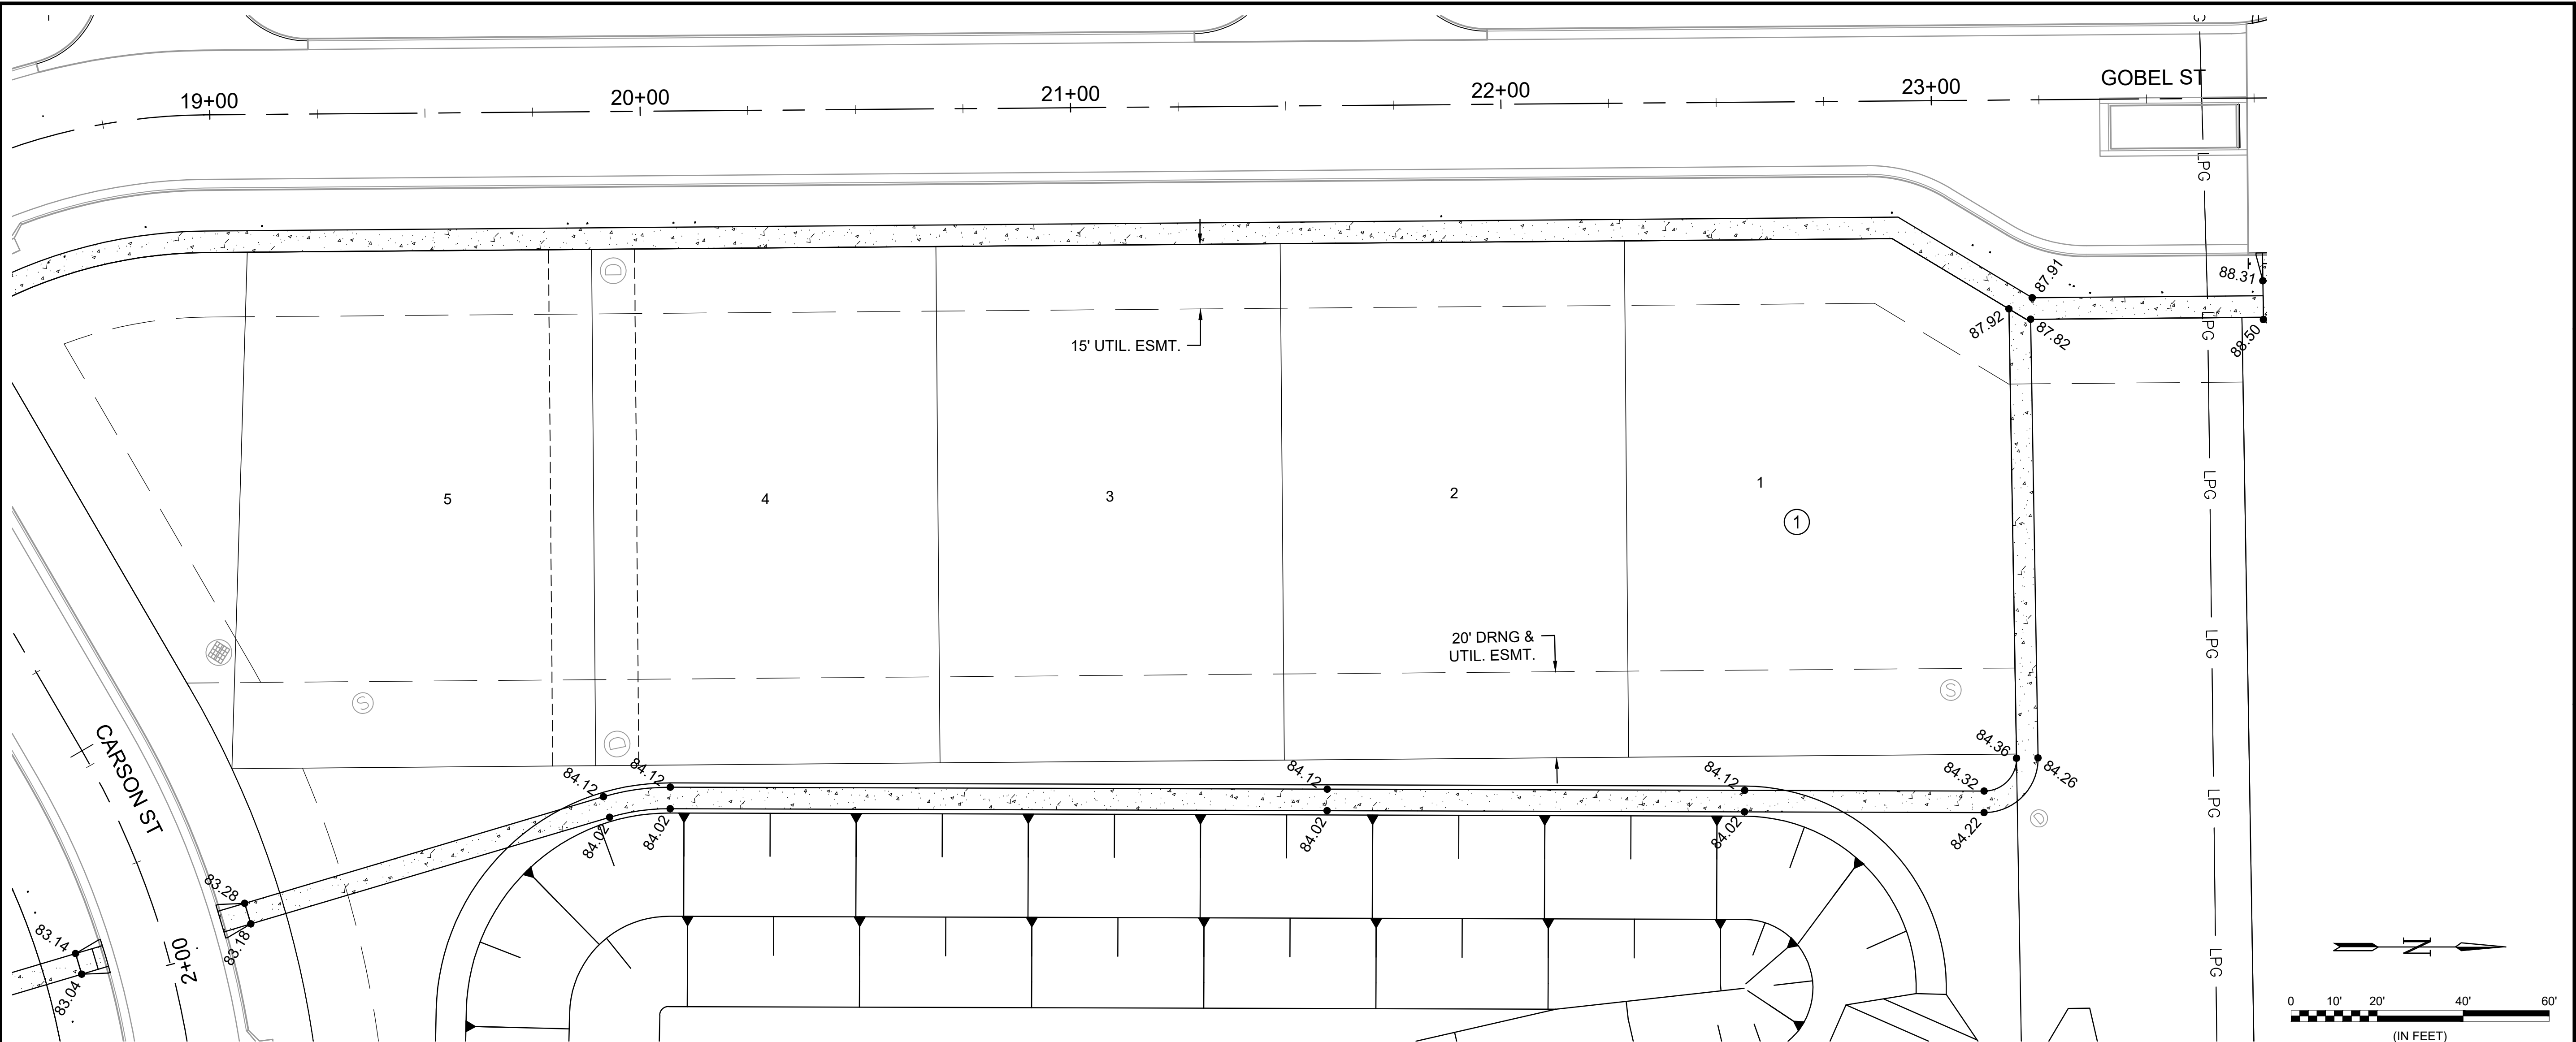 19+00
20+00
21+00
22+00
23+00
GOBEL ST
LPG
87.91
88.31
87.92
87.82
LPG
88.50
15' UTIL. ESMT.
D
5
4
3
2
1
1
LPG
20' DRNG &
UTIL. ESMT.
LPG
S
S
D
CARSON ST
84.12
84.12
84.12
84.12
84.36
84.32
84.26
LPG
84.02
84.02
84.02
84.02
84.22
D
83.28
83.18
2+00
83.14
83.04
LPG
N
0 10' 20' 40' 60'
(IN FEET)